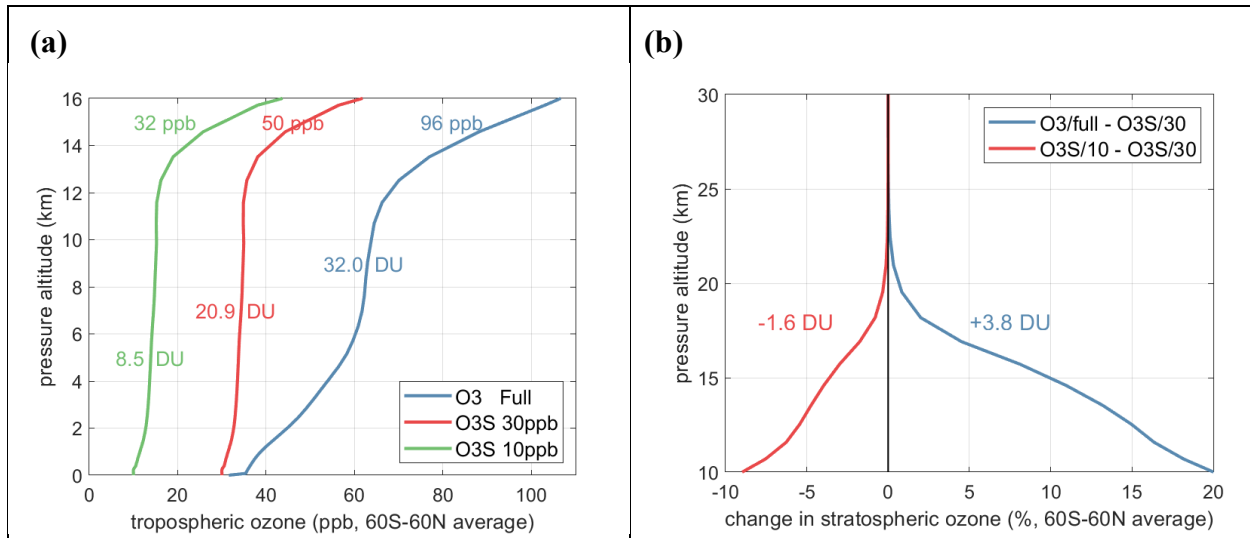 (a)
16
14
12
10
8
6
4
2
0
pressure altitude (km)
32 ppb
50 ppb
96 ppb
32.0 DU
20.9 DU
8.5 DU
O3 Full
O3S 30ppb
O3S 10ppb
0 20 40 60 80 100
tropospheric ozone (ppb, 60S-60N average)
(b)
30
25
20
15
10
pressure altitude (km)
O3/full - O3S/30
O3S/10 - O3S/30
-1.6 DU
+3.8 DU
-10 -5 0 5 10 15 20
change in stratospheric ozone (%, 60S-60N average)